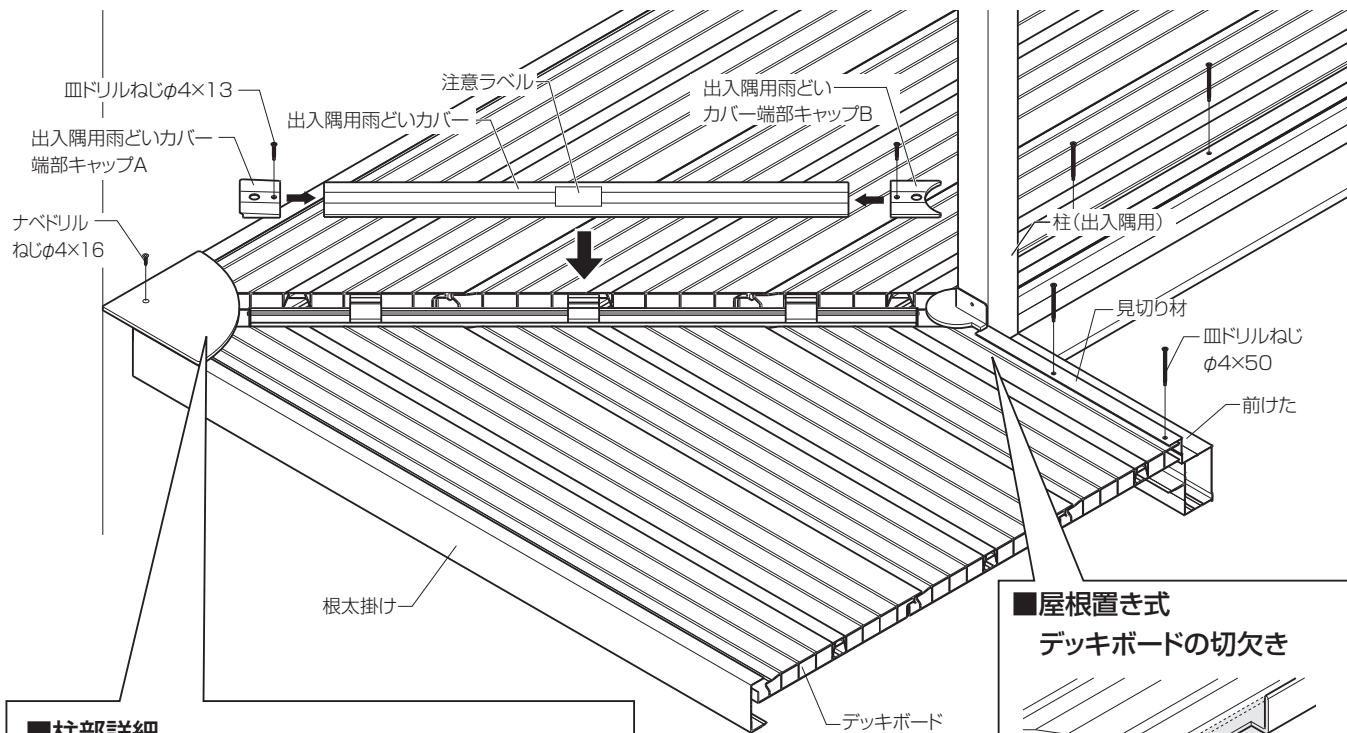 皿ドリルねじφ4×13
出入隅用雨どいカバー
端部キャップA
ナベドリル
ねじφ4×16
出入隅用雨どいカバー
注意ラベル
出入隅用雨どい
カバー端部キャップB
柱（出入隅用）
見切り材
皿ドリルねじ
φ4×50
前けた
根太掛け
デッキボード
■屋根置き式
デッキボードの切欠き
■柱部詳細